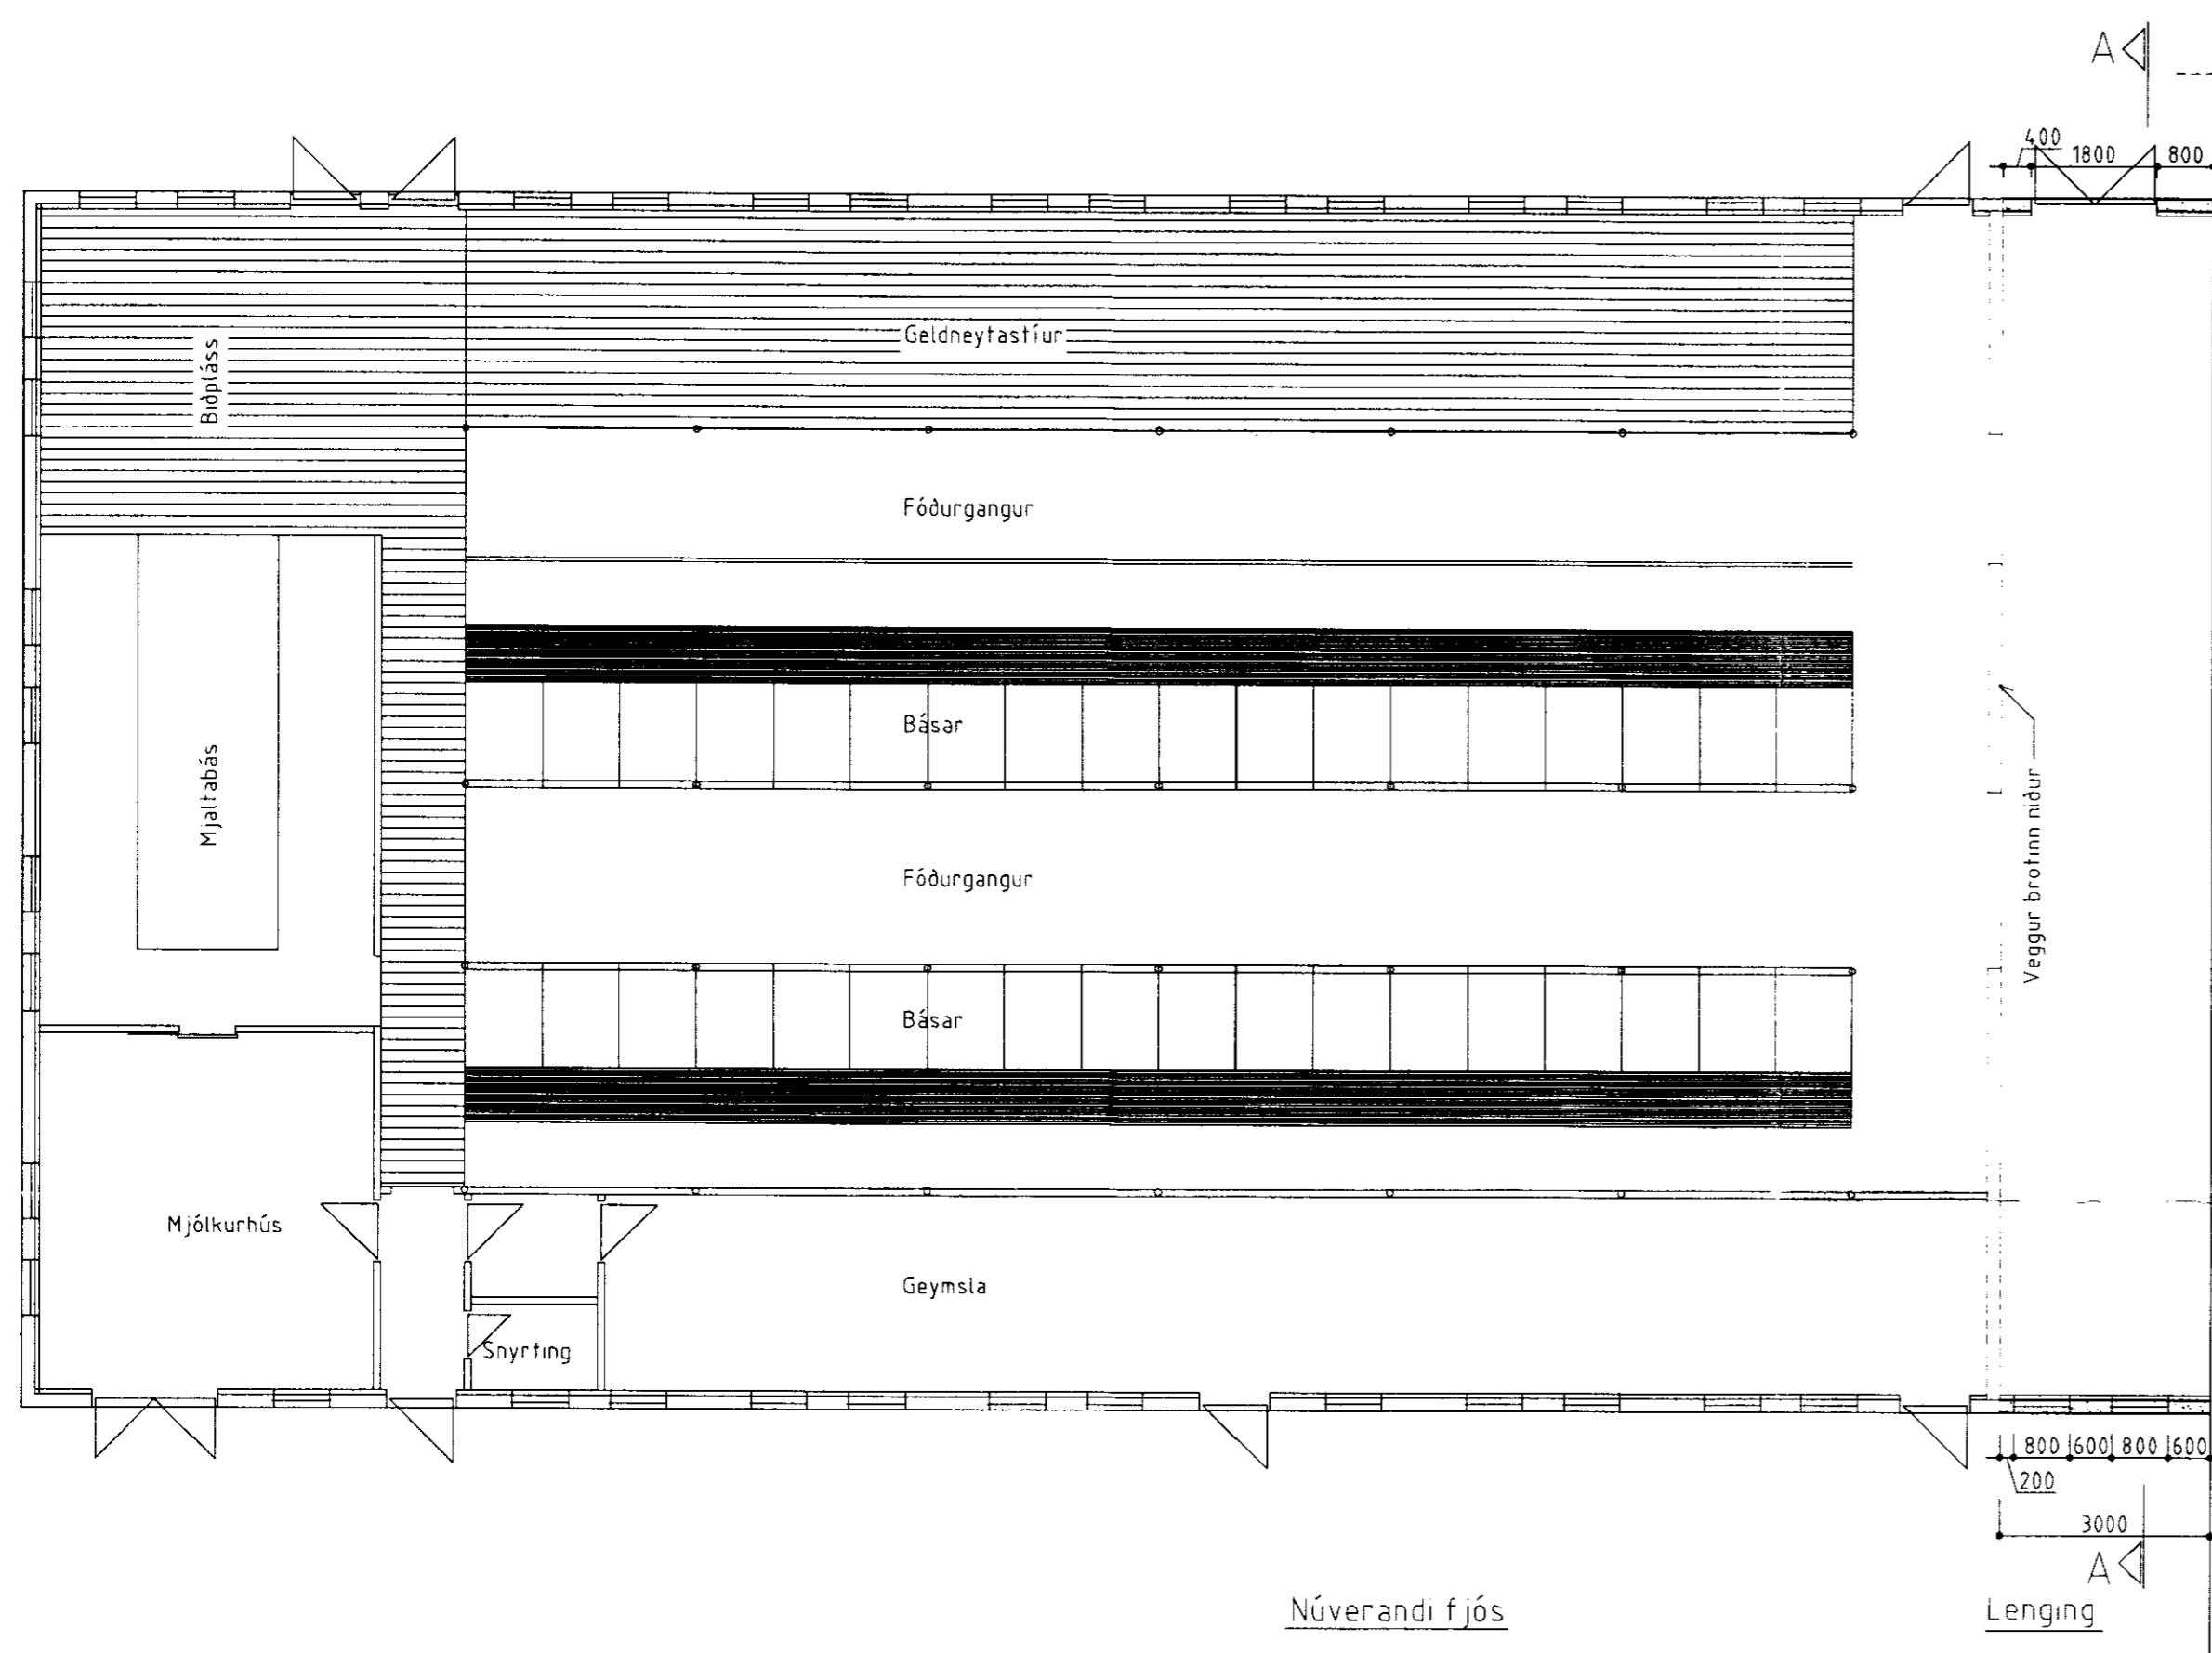 A
400
1800
800
Geldneytastíur
Biðpláss
Fóðurgangur
Básar
Mjaltabás
Veggur brotinn niður
Fóðurgangur
Básar
Mjólkurhús
Geymsla
Snyrting
800 600 800 600
200
3000
A
Núverandi fjós
Lenging